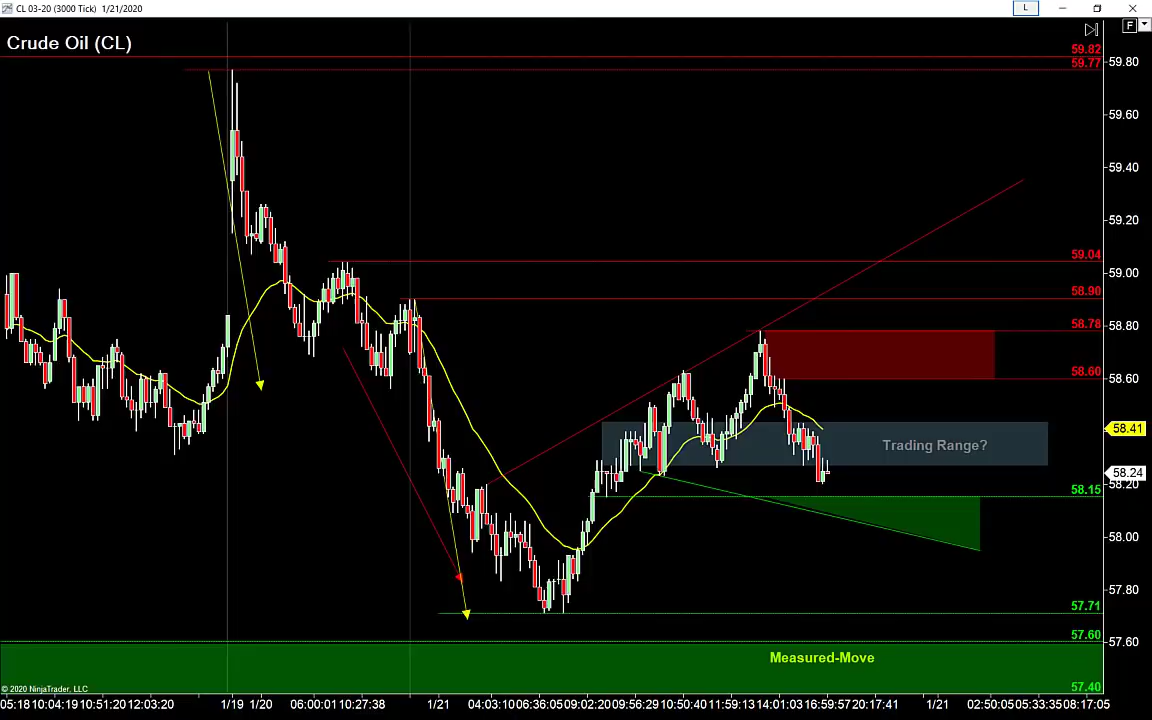 CL 03-20 (3000 Tick) 1/21/2020
L
F
Crude Oil (CL)
59.82
59.77
59.04
58.90
58.78
58.60
58.15
57.71
57.60
57.40
59.80
59.60
59.40
59.20
59.00
58.80
58.60
58.41
58.24
58.20
58.00
57.80
57.60
Trading Range?
Measured-Move
© 2020 NinjaTrader, LLC
05:18 10:04:19 10:51:20 12:03:20 1/19 1/20 06:00:01 10:27:38 1/21 04:03:10 06:36:05 09:02:20 09:56:29 10:50:40 11:59:13 14:01:03 16:59:57 20:17:41 1/21 02:50:05 05:33:35 08:17:05